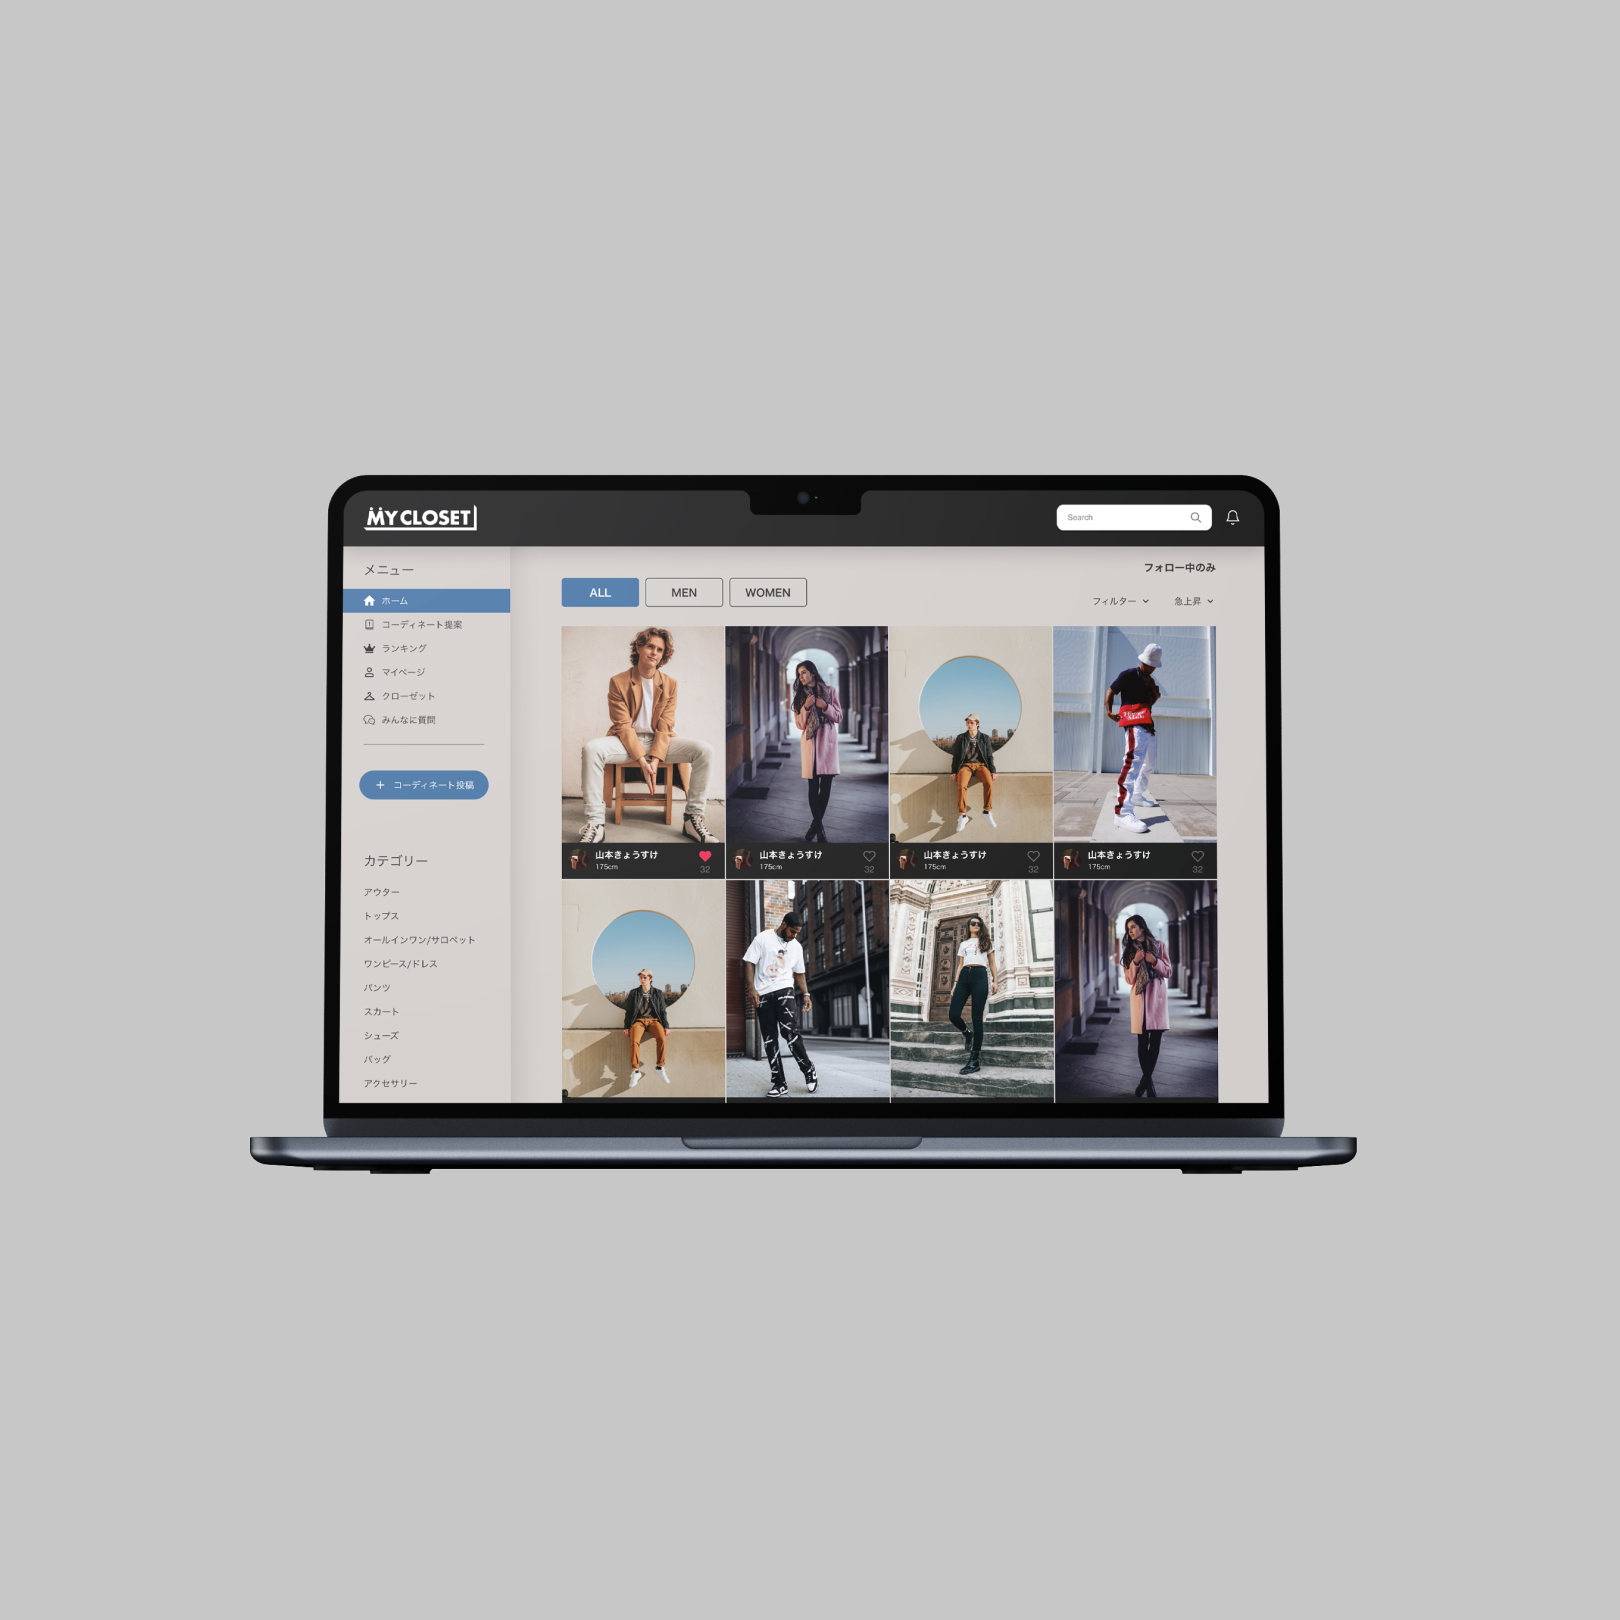 MY CLOSET
Search
メニュー
ホーム
コーディネート提案
ランキング
マイページ
クローゼット
みんなに質問
+ コーディネート投稿
カテゴリー
アウター
トップス
オールインワン/サロペット
ワンピース/ドレス
パンツ
スカート
シューズ
バッグ
アクセサリー
フォロー中のみ
ALL
MEN
WOMEN
フィルター
急上昇
山本きょうすけ
175cm
32
山本きょうすけ
175cm
32
山本きょうすけ
175cm
32
山本きょうすけ
175cm
32